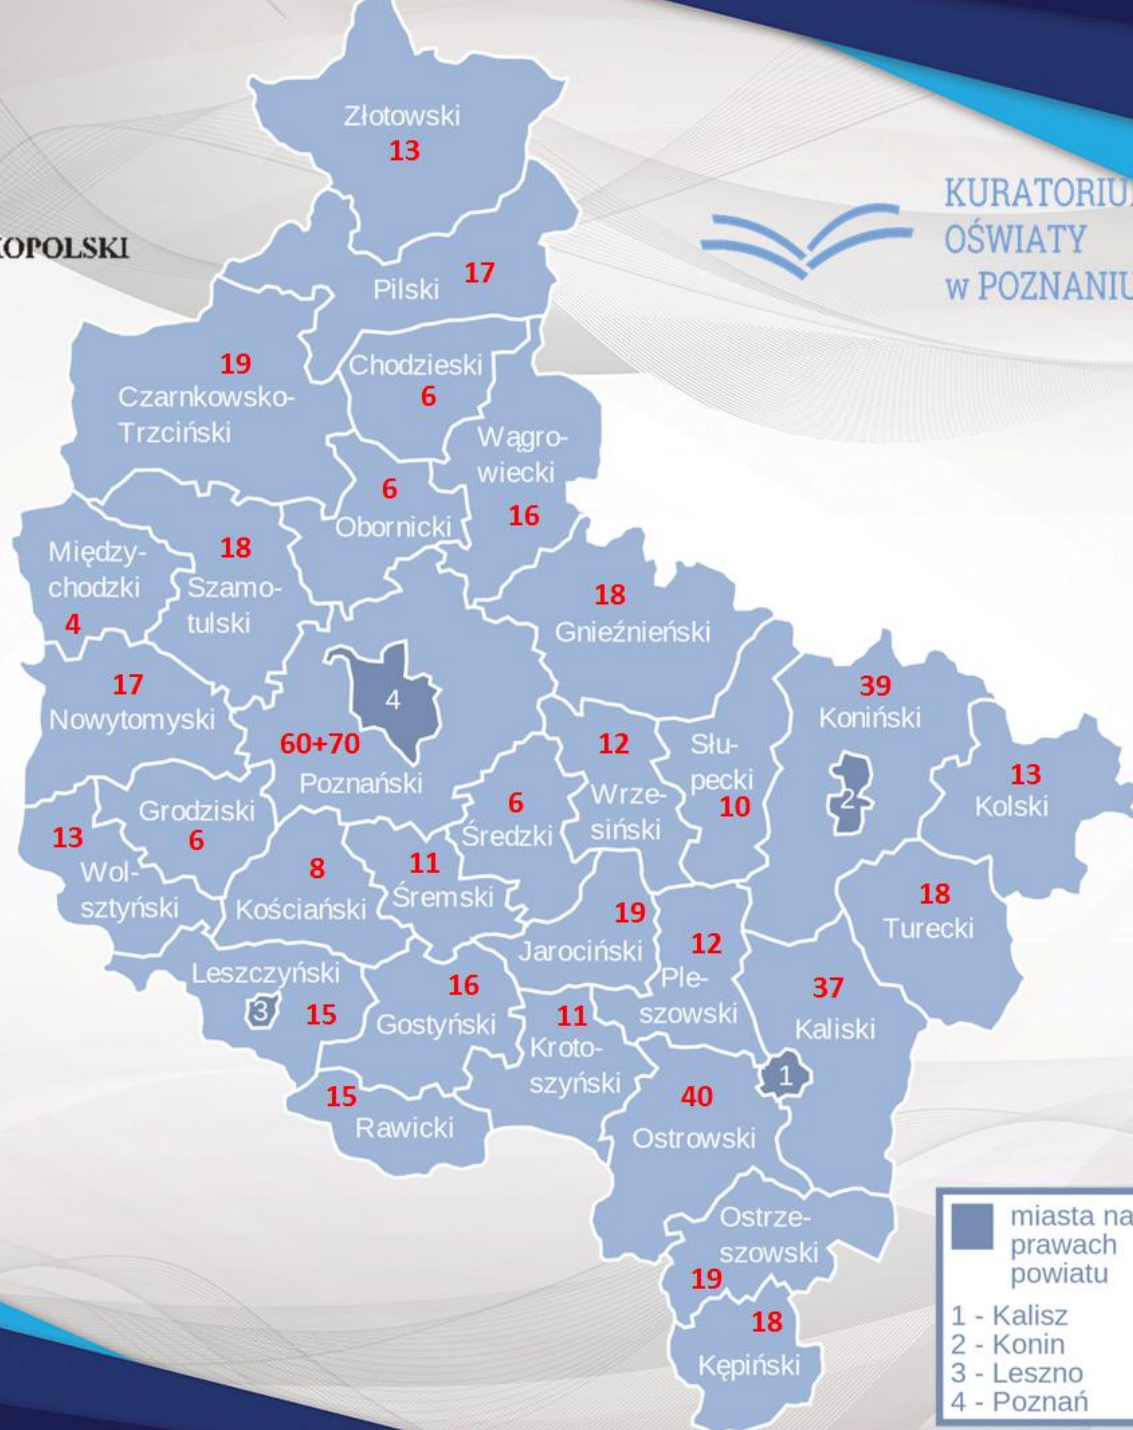 Złotowski
13
KURATORIU
OŚWIATY
w POZNANIU
KOPOLSKI
Pilski 17
19
Czarnkowsko-
Trzciński
Chodzieski
6
Wągro-
wiecki
16
6
Obornicki
Między-
chodzki
4
18
Szamo-
tulski
18
Gnieźnieński
17
Nowytomyski
4
60+70
Poznański
12
Wrze-
siński
Słu-
pecki
10
39
Koniński
2
13
Kolski
Grodziski
6
13
Wol-
sztyński
8
Kościański
11
Śremski
6
Średzki
19
Jarociński
12
Ple-
szowski
18
Turecki
Leszczyński
3
15
16
Gostyński
11
Kroto-
szyński
37
Kaliski
1
15
Rawicki
40
Ostrowski
Ostrze-
szowski
19
18
Kępiński
miasta na
prawach
powiatu
1 - Kalisz
2 - Konin
3 - Leszno
4 - Poznań